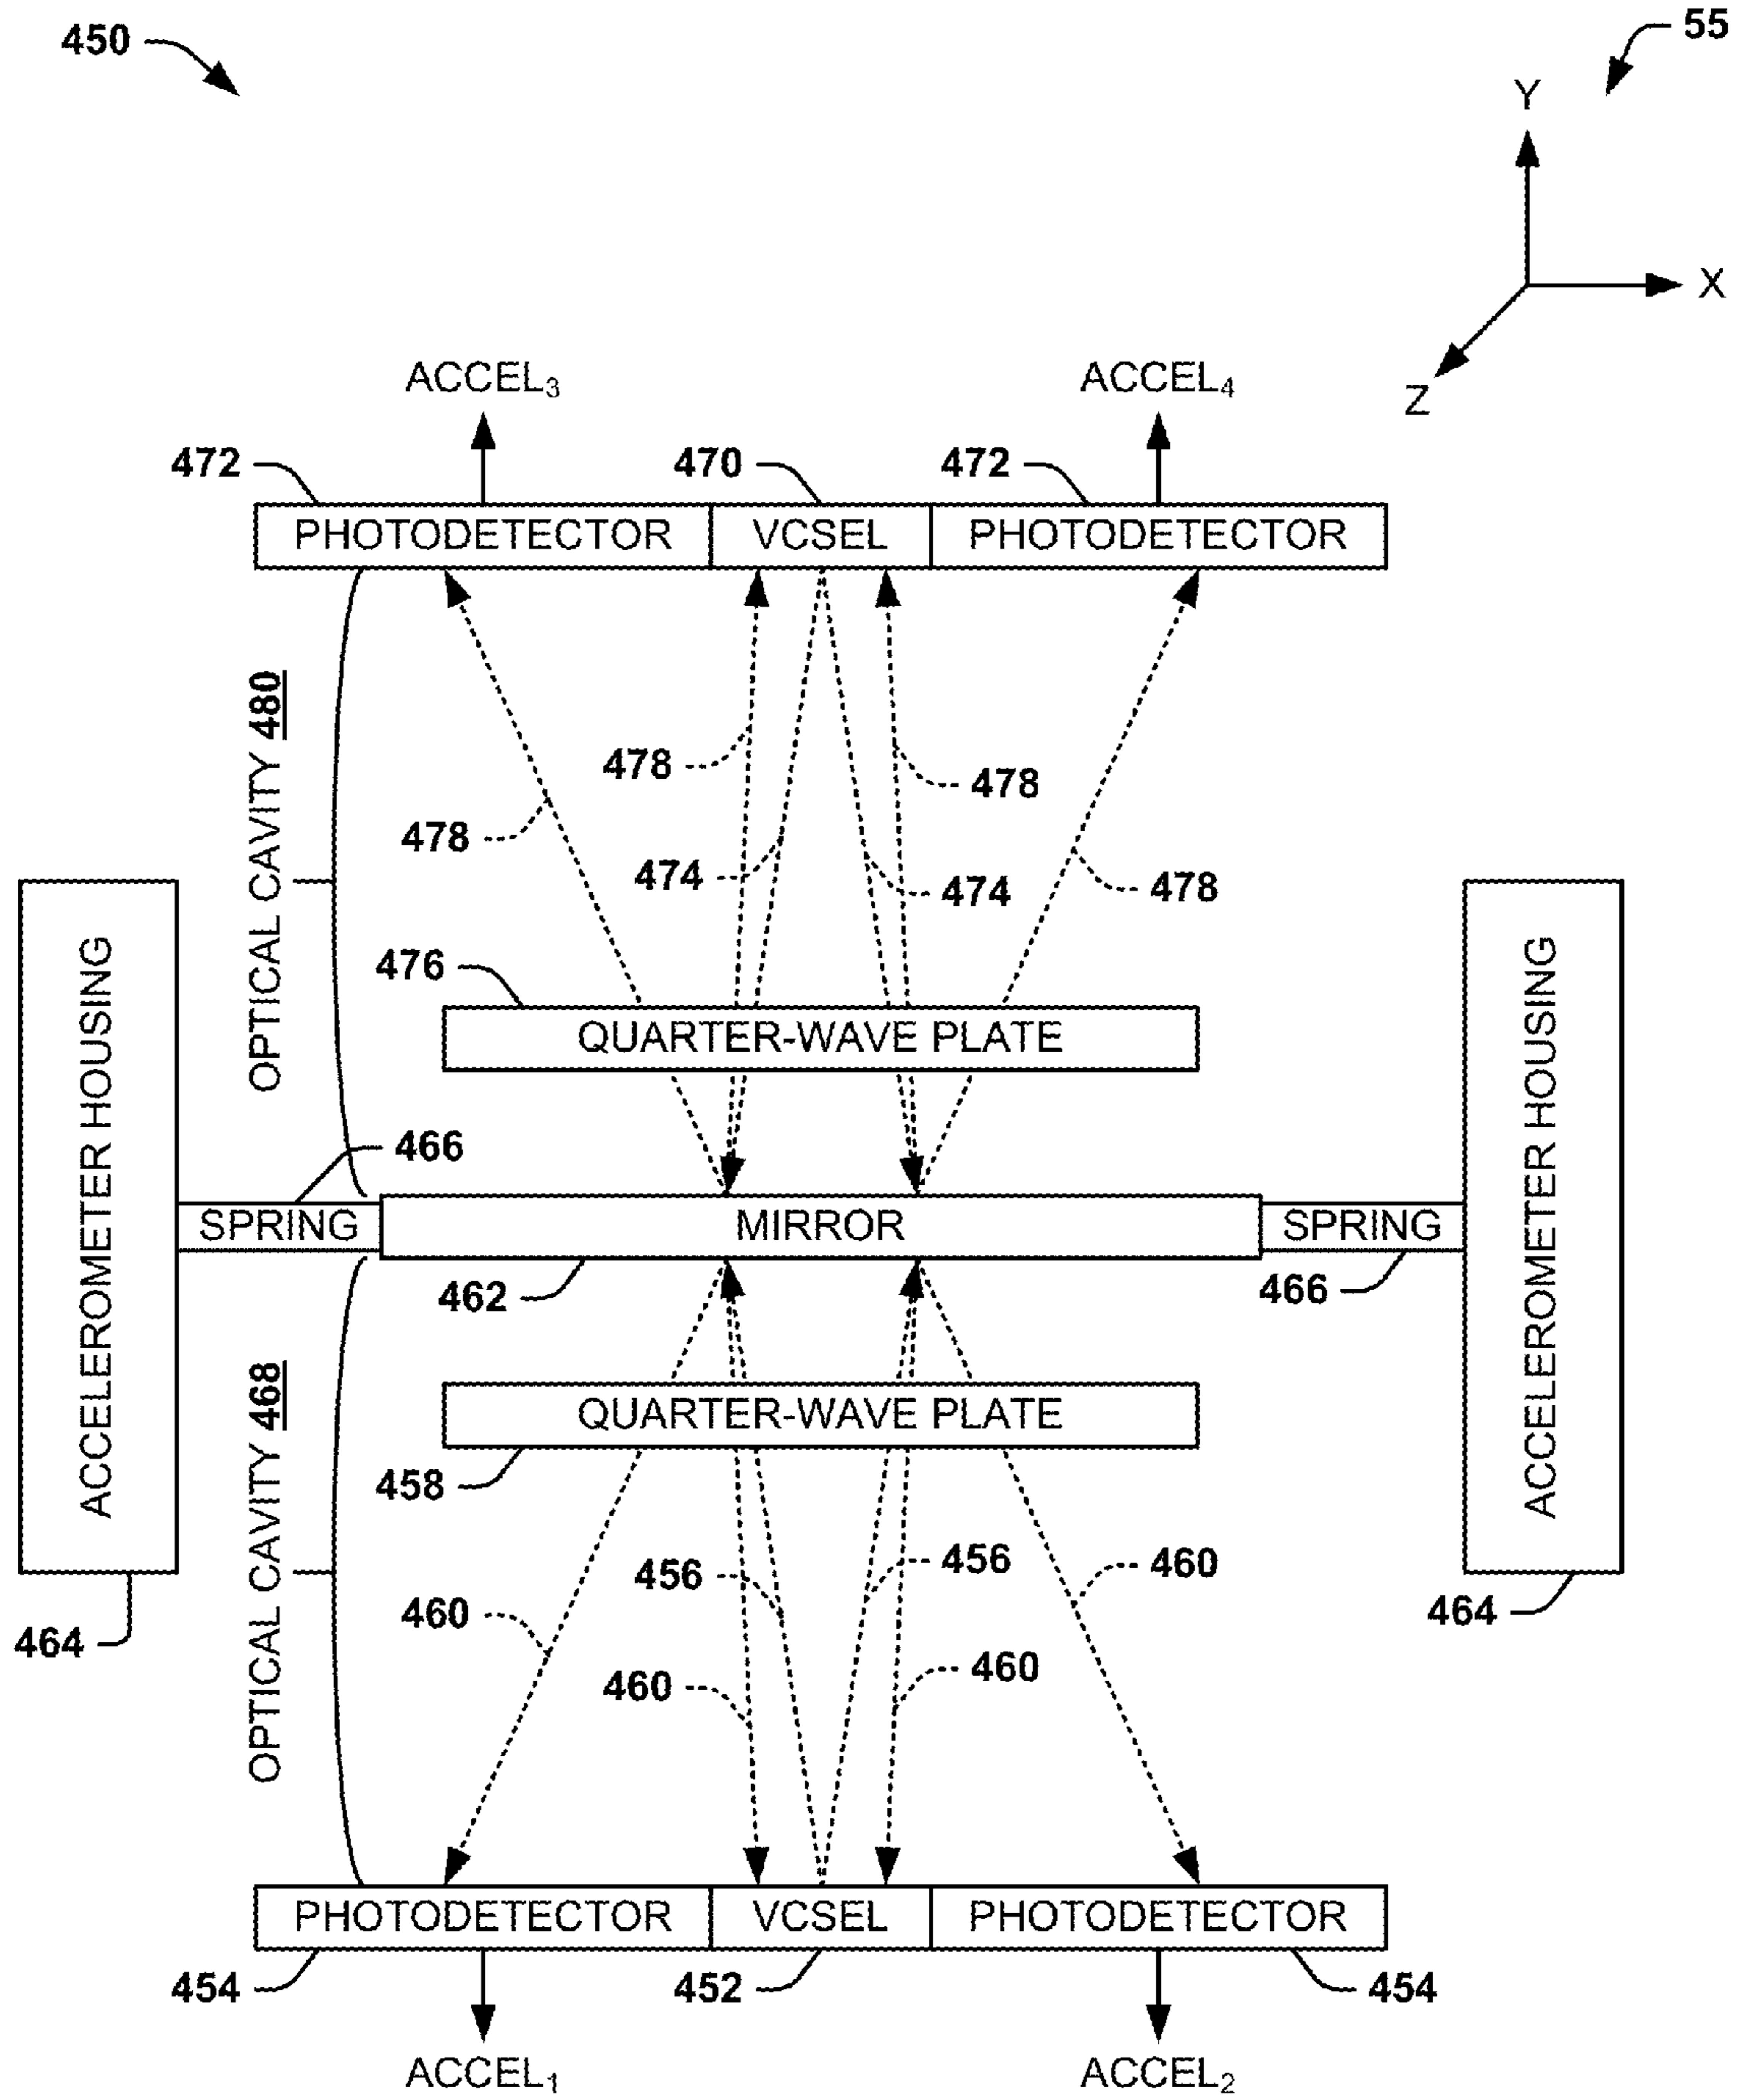 450
55
Y
X
Z
ACCEL₃
ACCEL₄
472
470
472
PHOTODETECTOR
VCSEL
PHOTODETECTOR
OPTICAL CAVITY 480
478
478
478
474
474
478
ACCELEROMETER HOUSING
ACCELEROMETER HOUSING
476
QUARTER-WAVE PLATE
466
SPRING
MIRROR
SPRING
462
466
QUARTER-WAVE PLATE
458
OPTICAL CAVITY 468
456
456
460
460
460
460
464
464
PHOTODETECTOR
VCSEL
PHOTODETECTOR
454
452
454
ACCEL₁
ACCEL₂